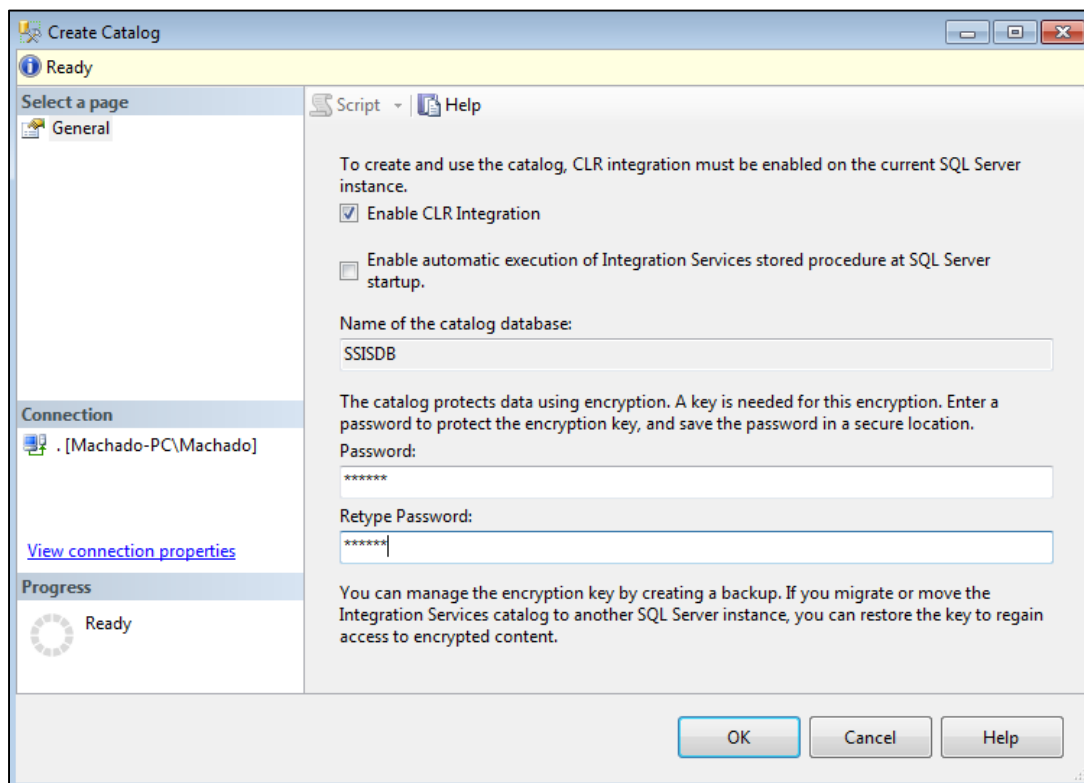 Create Catalog
Ready
Select a page
General
Script
Help
To create and use the catalog, CLR integration must be enabled on the current SQL Server
instance.
Enable CLR Integration
Enable automatic execution of Integration Services stored procedure at SQL Server
startup.
Name of the catalog database:
SSISDB
The catalog protects data using encryption. A key is needed for this encryption. Enter a
password to protect the encryption key, and save the password in a secure location.
Password:
******
Retype Password:
******
You can manage the encryption key by creating a backup. If you migrate or move the
Integration Services catalog to another SQL Server instance, you can restore the key to regain
access to encrypted content.
Connection
. [Machado-PC\Machado]
View connection properties
Progress
Ready
OK
Cancel
Help